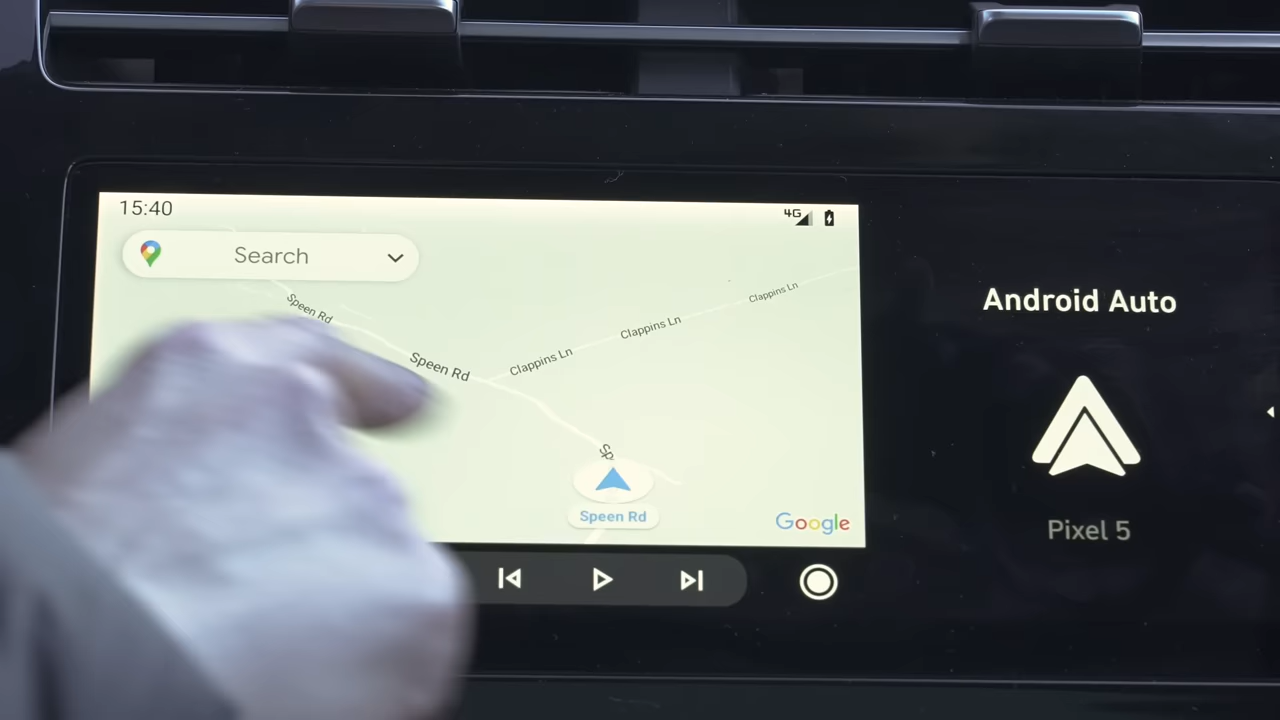 15:40
4G
Search
Speen Rd
Clappins Ln
Clappins Ln
Clappins Ln
Speen Rd
Sp
Speen Rd
Google
Android Auto
Pixel 5